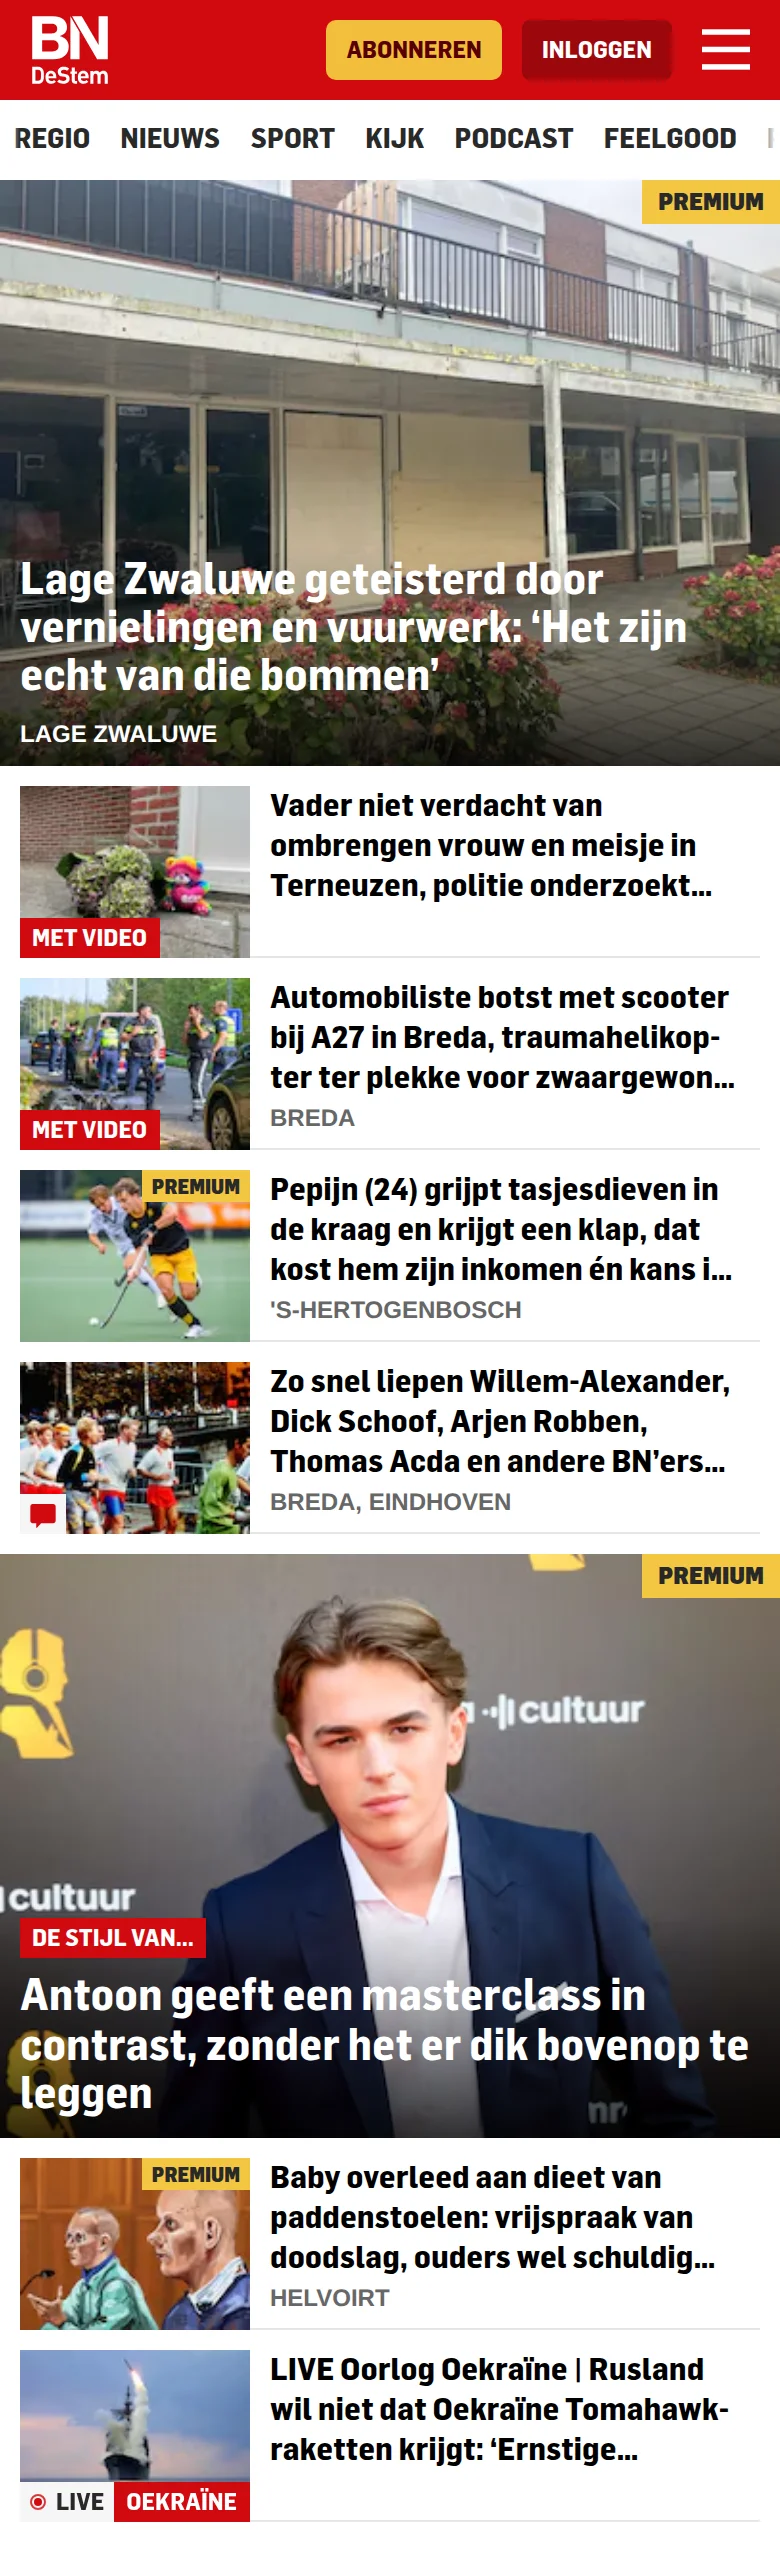 BN
DeStem
ABONNEREN
INLOGGEN
REGIO NIEUWS SPORT KIJK PODCAST FEELGOOD
PREMIUM
Lage Zwaluwe geteisterd door
vernielingen en vuurwerk: ‘Het zijn
echt van die bommen’
LAGE ZWALUWE
MET VIDEO
Vader niet verdacht van
ombrengen vrouw en meisje in
Terneuzen, politie onderzoekt...
MET VIDEO
Automobiliste botst met scooter
bij A27 in Breda, traumahelikop-
ter ter plekke voor zwaargewon...
BREDA
PREMIUM
Pepijn (24) grijpt tasjesdieven in
de kraag en krijgt een klap, dat
kost hem zijn inkomen én kans i...
'S-HERTOGENBOSCH
Zo snel liepen Willem-Alexander,
Dick Schoof, Arjen Robben,
Thomas Acda en andere BN’ers...
BREDA, EINDHOVEN
PREMIUM
cultuur
cultuur
DE STIJL VAN...
Antoon geeft een masterclass in
contrast, zonder het er dik bovenop te
leggen
PREMIUM
Baby overleed aan dieet van
paddenstoelen: vrijspraak van
doodslag, ouders wel schuldig...
HELVOIRT
LIVE OEKRAÏNE
LIVE Oorlog Oekraïne | Rusland
wil niet dat Oekraïne Tomahawk-
raketten krijgt: ‘Ernstige...